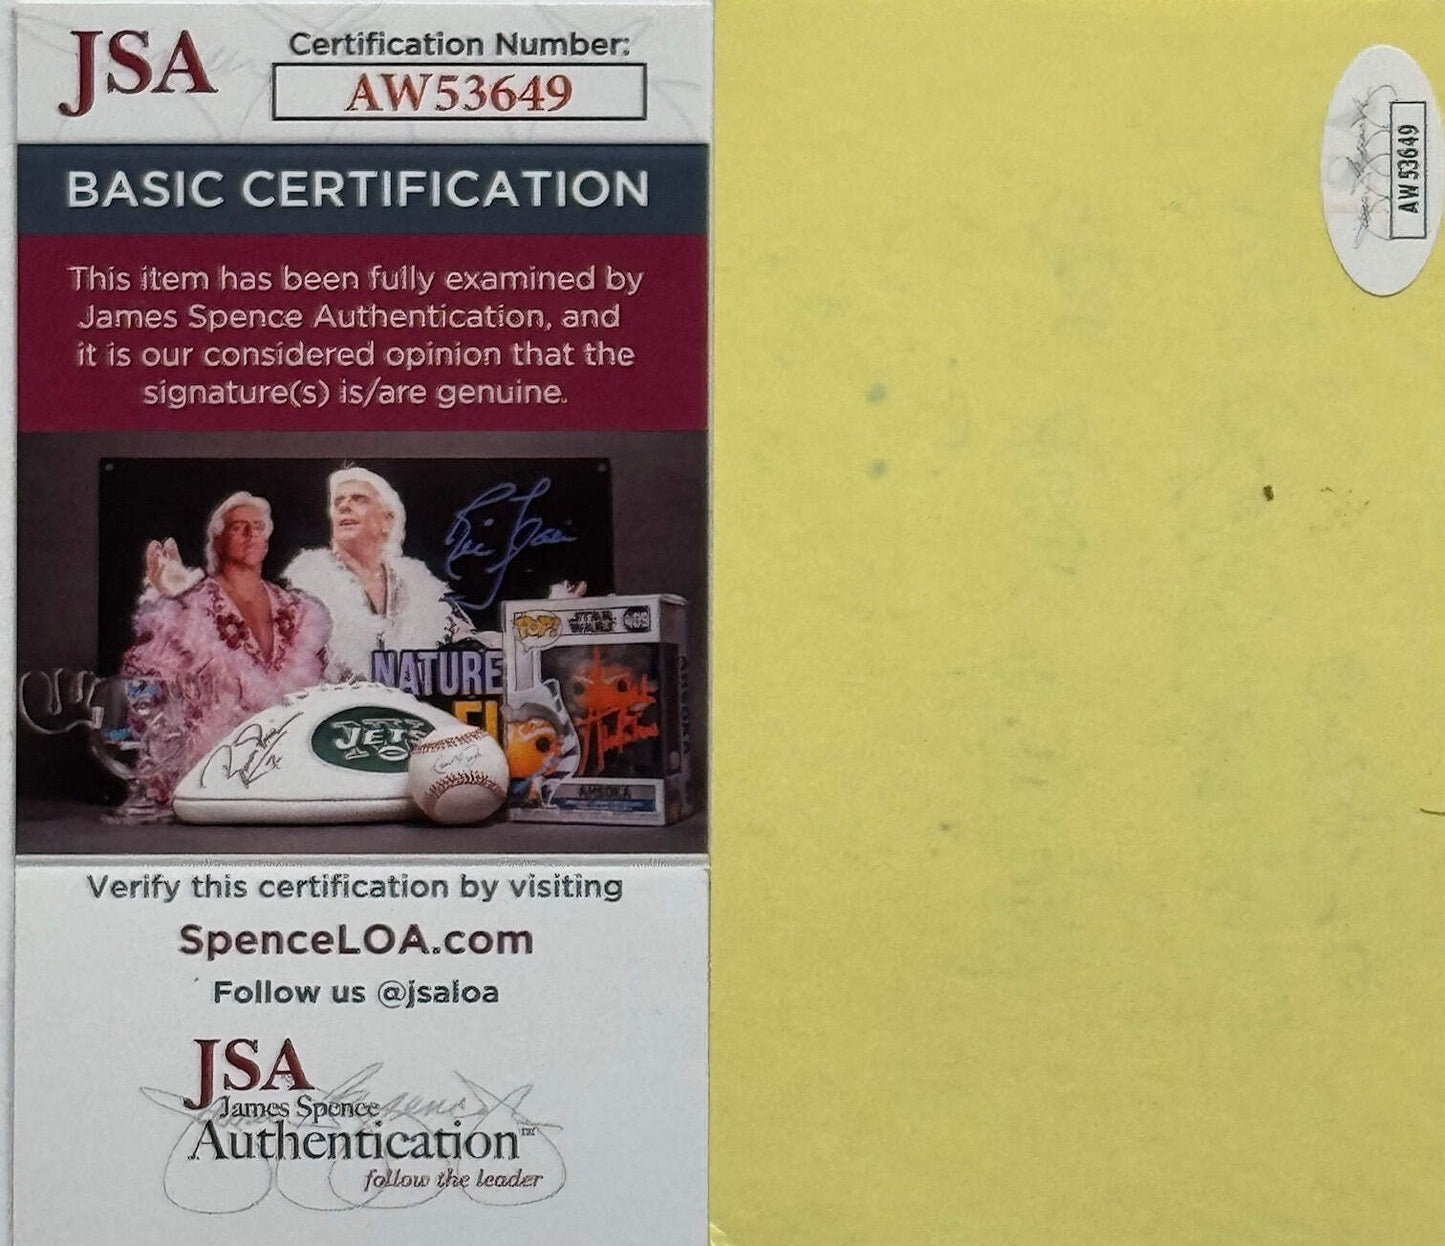 JSA
Certification Number:
AW53649
BASIC CERTIFICATION
This item has been fully examined by
James Spence Authentication, and
it is our considered opinion that the
signature(s) is/are genuine.
NATURE
POP!
STAR
WARS
JETS
AHSOKA
Verify this certification by visiting
SpenceLOA.com
Follow us @jsaloa
JSA
James Spence
Authentication™
follow the leader
AW53649